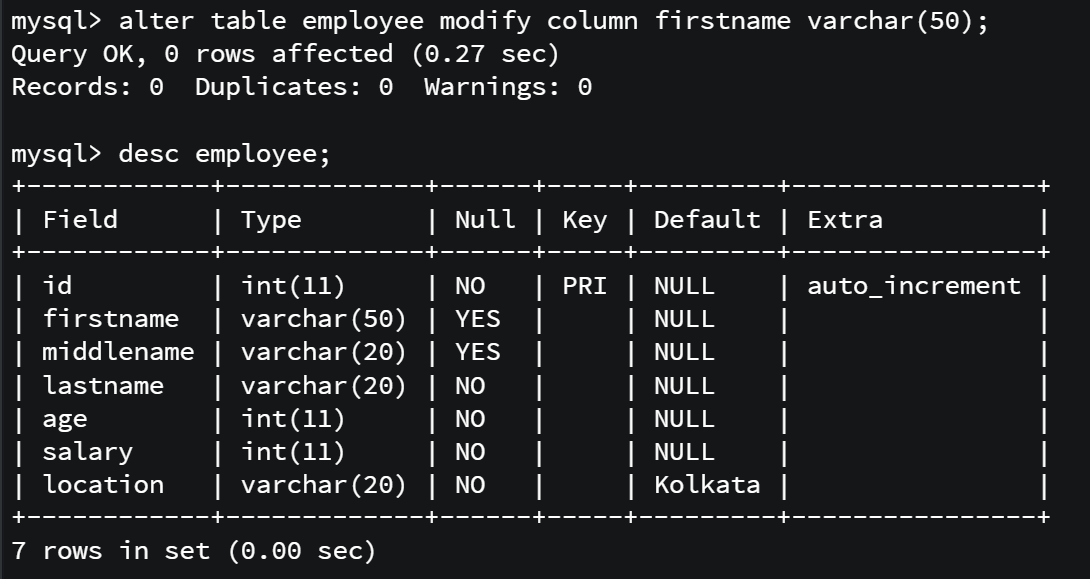 mysql> alter table employee modify column firstname varchar(50);
Query OK, 0 rows affected (0.27 sec)
Records: 0  Duplicates: 0  Warnings: 0

mysql> desc employee;
+------------+-------------+------+-----+---------+----------------+
| Field      | Type        | Null | Key | Default | Extra          |
+------------+-------------+------+-----+---------+----------------+
| id         | int(11)     | NO   | PRI | NULL    | auto_increment |
| firstname  | varchar(50) | YES  |     | NULL    |                |
| middlename | varchar(20) | YES  |     | NULL    |                |
| lastname   | varchar(20) | NO   |     | NULL    |                |
| age        | int(11)     | NO   |     | NULL    |                |
| salary     | int(11)     | NO   |     | NULL    |                |
| location   | varchar(20) | NO   |     | Kolkata |                |
+------------+-------------+------+-----+---------+----------------+
7 rows in set (0.00 sec)